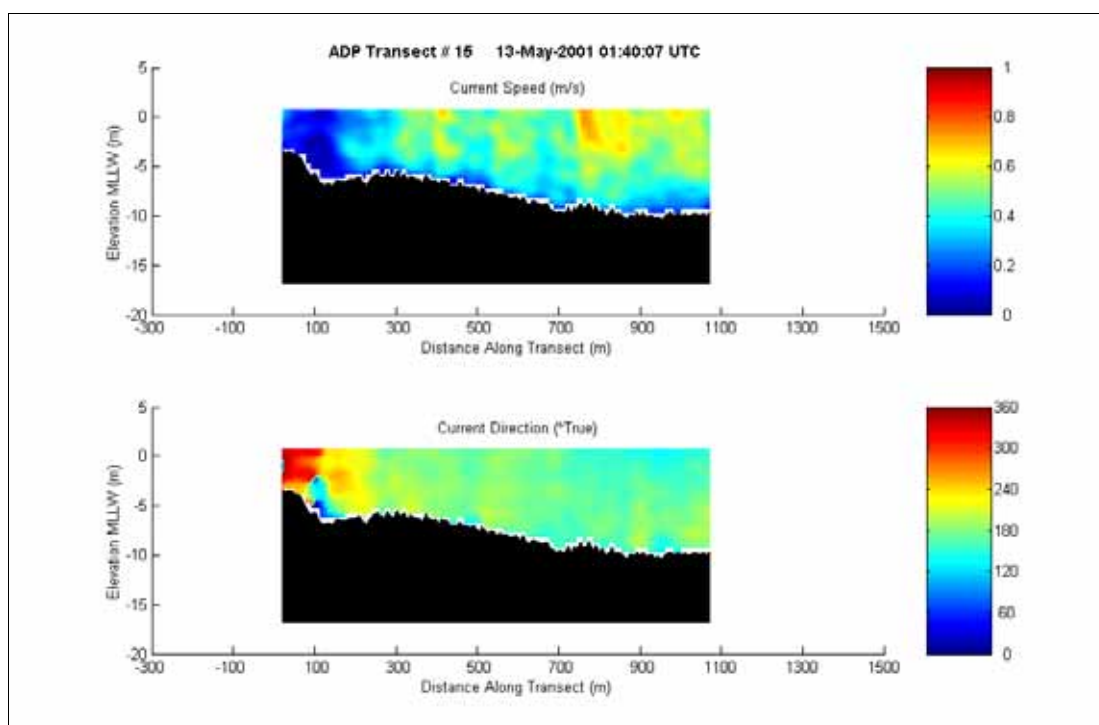 ADP Transect # 15 13-May-2001 01:40:07 UTC
Current Speed (m/s)
5
0
-5
-10
-15
-20
Elevation MLLW (m)
-300 -100 100 300 500 700 900 1100 1300 1500
Distance Along Transect (m)
1
0.8
0.6
0.4
0.2
0
Current Direction (°True)
5
0
-5
-10
-15
-20
Elevation MLLW (m)
-300 -100 100 300 500 700 900 1100 1300 1500
Distance Along Transect (m)
360
300
240
180
120
60
0